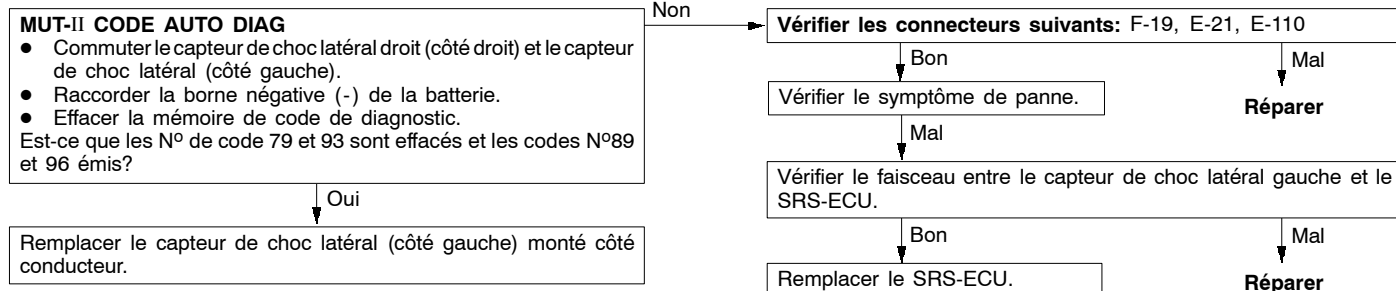 MUT-II CODE AUTO DIAG
● Commuter le capteur de choc latéral droit (côté droit) et le capteur
de choc latéral (côté gauche).
● Raccorder la borne négative (-) de la batterie.
● Effacer la mémoire de code de diagnostic.
Est-ce que les Nº de code 79 et 93 sont effacés et les codes Nº89
et 96 émis?
Oui
Remplacer le capteur de choc latéral (côté gauche) monté côté
conducteur.
Non
Vérifier les connecteurs suivants: F-19, E-21, E-110
Bon
Mal
Vérifier le symptôme de panne.
Réparer
Mal
Vérifier le faisceau entre le capteur de choc latéral gauche et le
SRS-ECU.
Bon
Mal
Remplacer le SRS-ECU.
Réparer